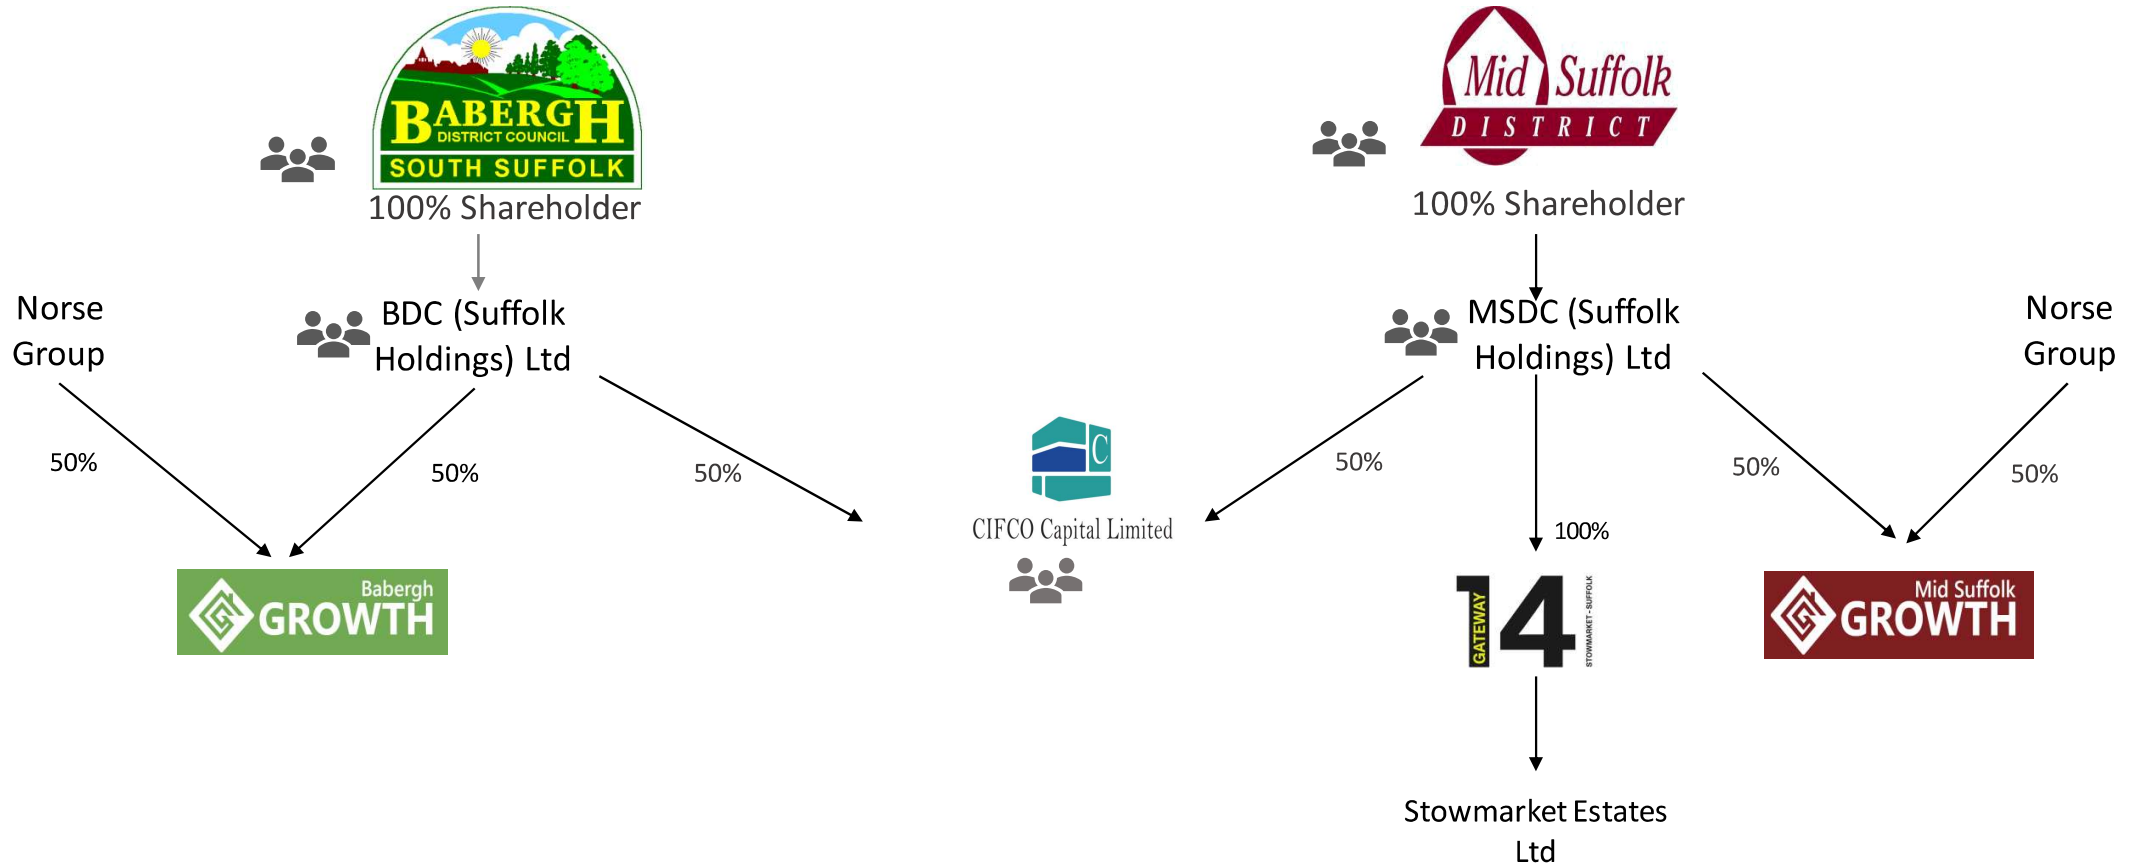 BABERGH
DISTRICT COUNCIL
SOUTH SUFFOLK
100% Shareholder
Mid Suffolk
DISTRICT
100% Shareholder
Norse
Group
BDC (Suffolk
Holdings) Ltd
MSDC (Suffolk
Holdings) Ltd
Norse
Group
50%
50%
50%
50%
50%
50%
C
CIFCO Capital Limited
100%
Babergh
GROWTH
GATEWAY
14
STOWMARKET - SUFFOLK
Mid Suffolk
GROWTH
Stowmarket Estates
Ltd